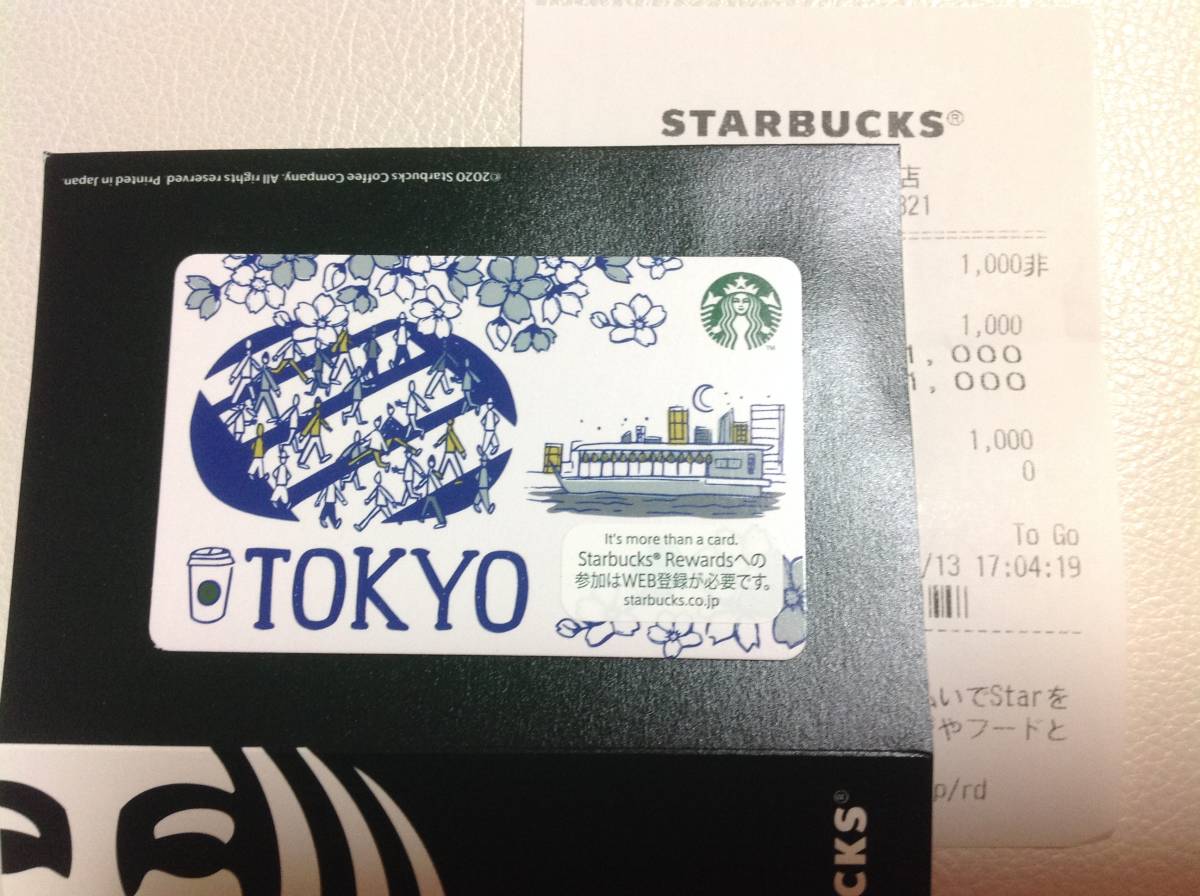 STARBUCKS®
店
321
1,000非
1,000
1,000
1,000
1,000
0
To Go
/13 17:04:19
いでStarを
やフードと
p/rd
©2020 Starbucks Coffee Company. All rights reserved. Printed in Japan.
TOKYO
It's more than a card.
Starbucks® Rewardsへの
参加はWEB登録が必要です。
starbucks.co.jp
CKS®